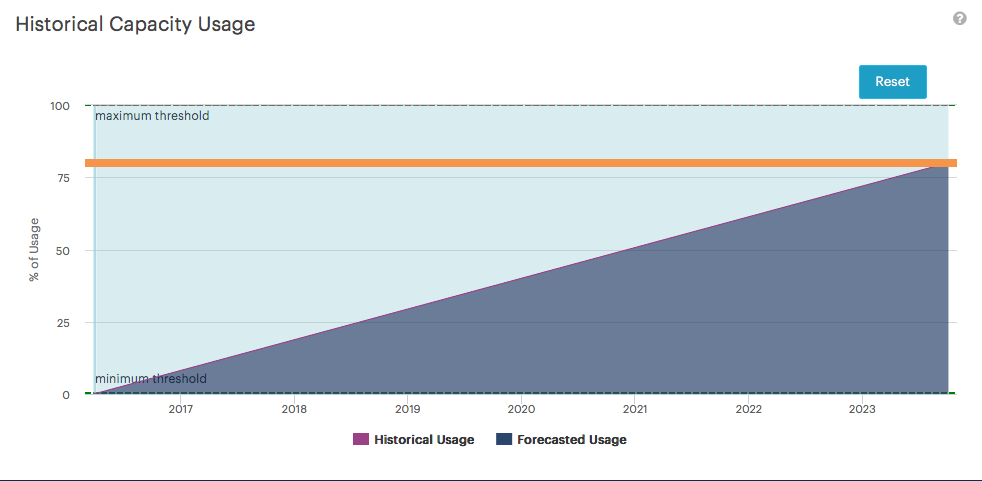 Historical Capacity Usage
?
Reset
100
maximum threshold
75
50
25
0
minimum threshold
% of Usage
2017 2018 2019 2020 2021 2022 2023
Historical Usage Forecasted Usage